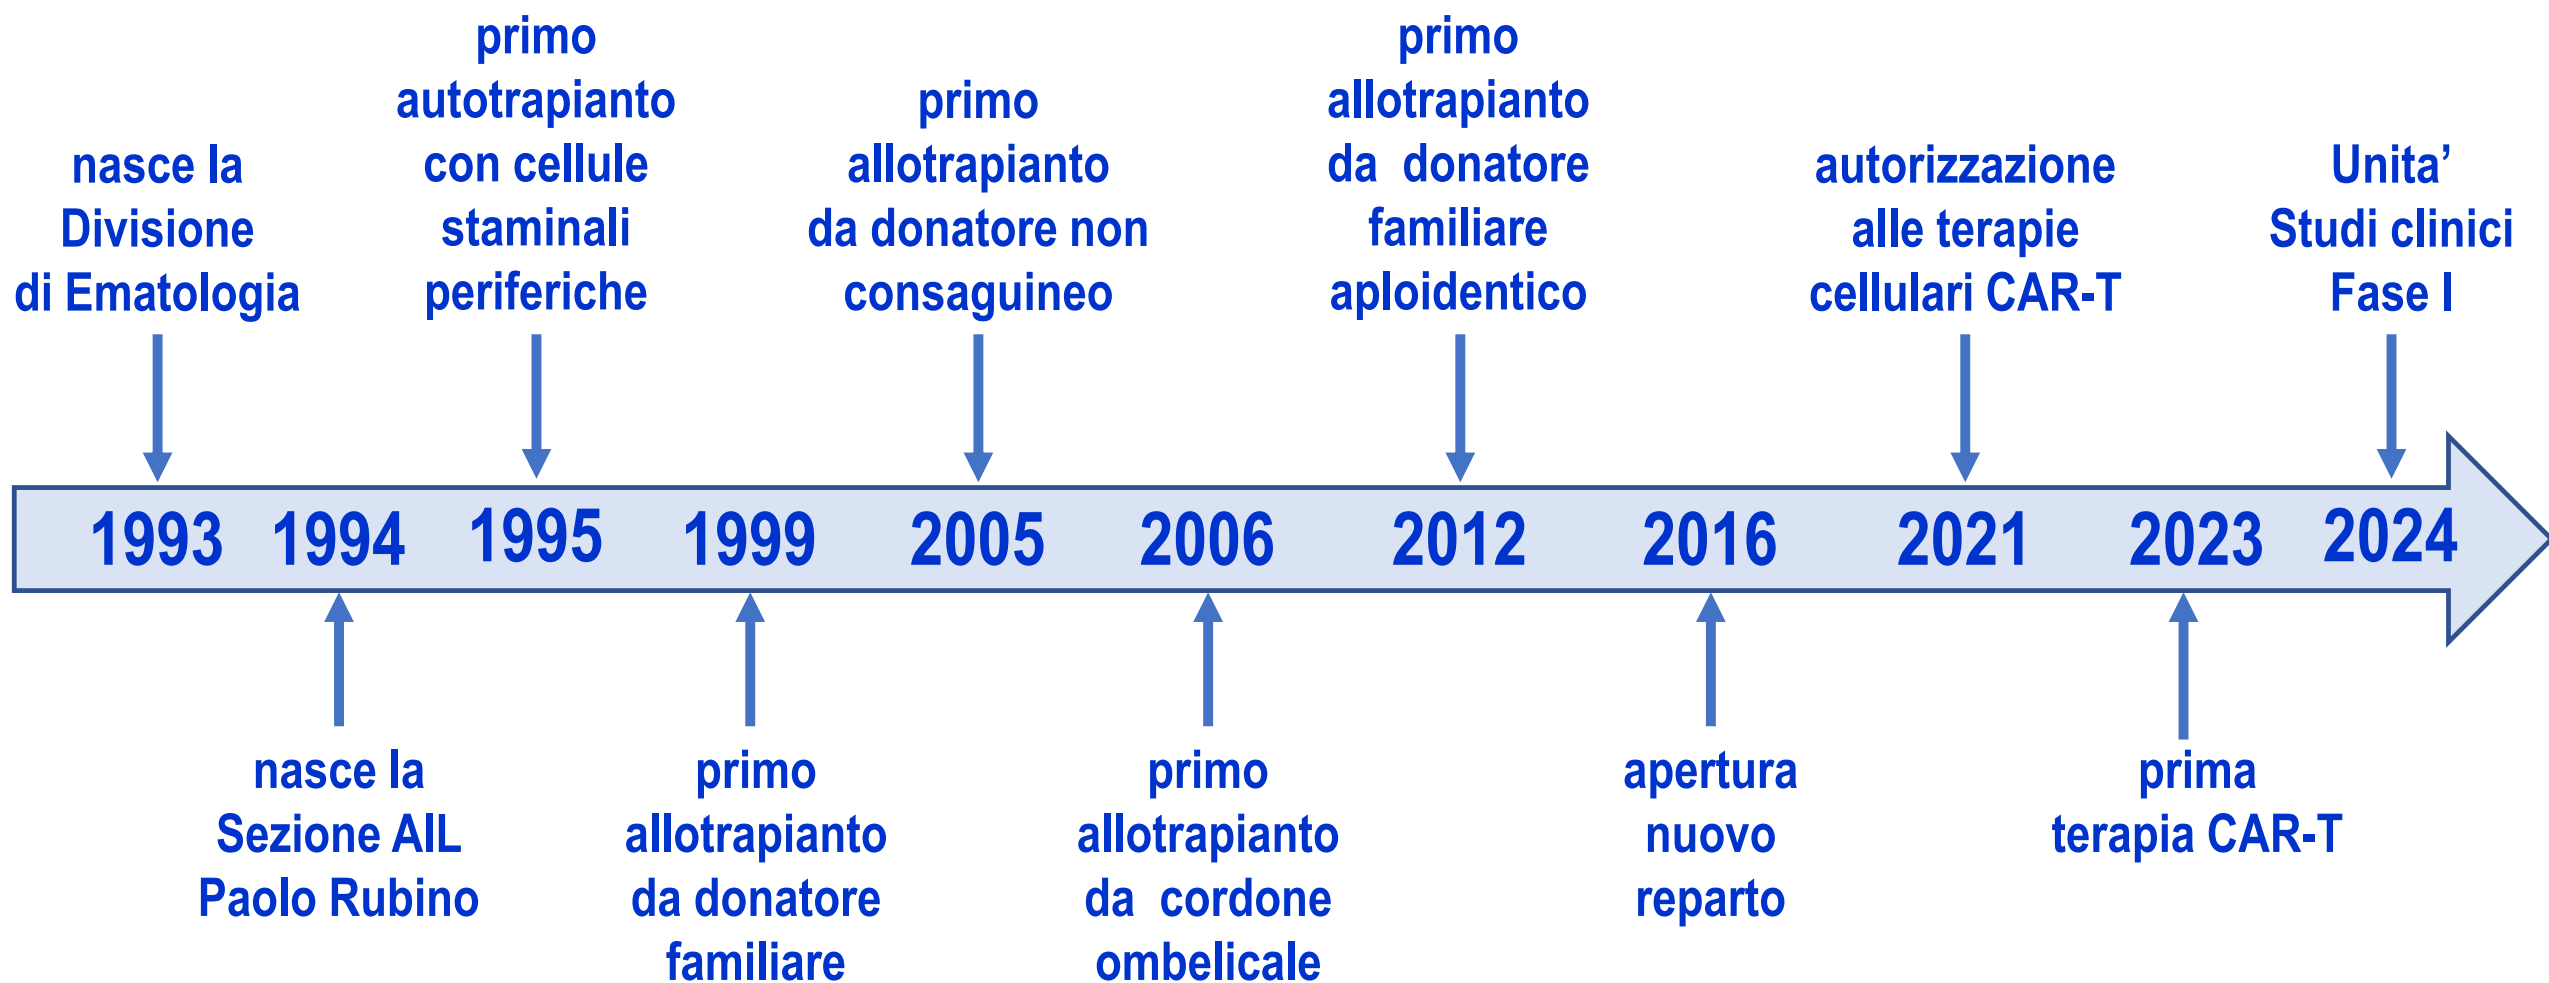 nasce la
Divisione
di Ematologia
primo
autotrapianto
con cellule
staminali
periferiche
primo
allotrapianto
da donatore non
consaguineo
primo
allotrapianto
da donatore
familiare
aploidentico
autorizzazione
alle terapie
cellulari CAR-T
Unita’
Studi clinici
Fase I
1993 1994 1995 1999 2005 2006 2012 2016 2021 2023 2024
nasce la
Sezione AIL
Paolo Rubino
primo
allotrapianto
da donatore
familiare
primo
allotrapianto
da cordone
ombelicale
apertura
nuovo
reparto
prima
terapia CAR-T